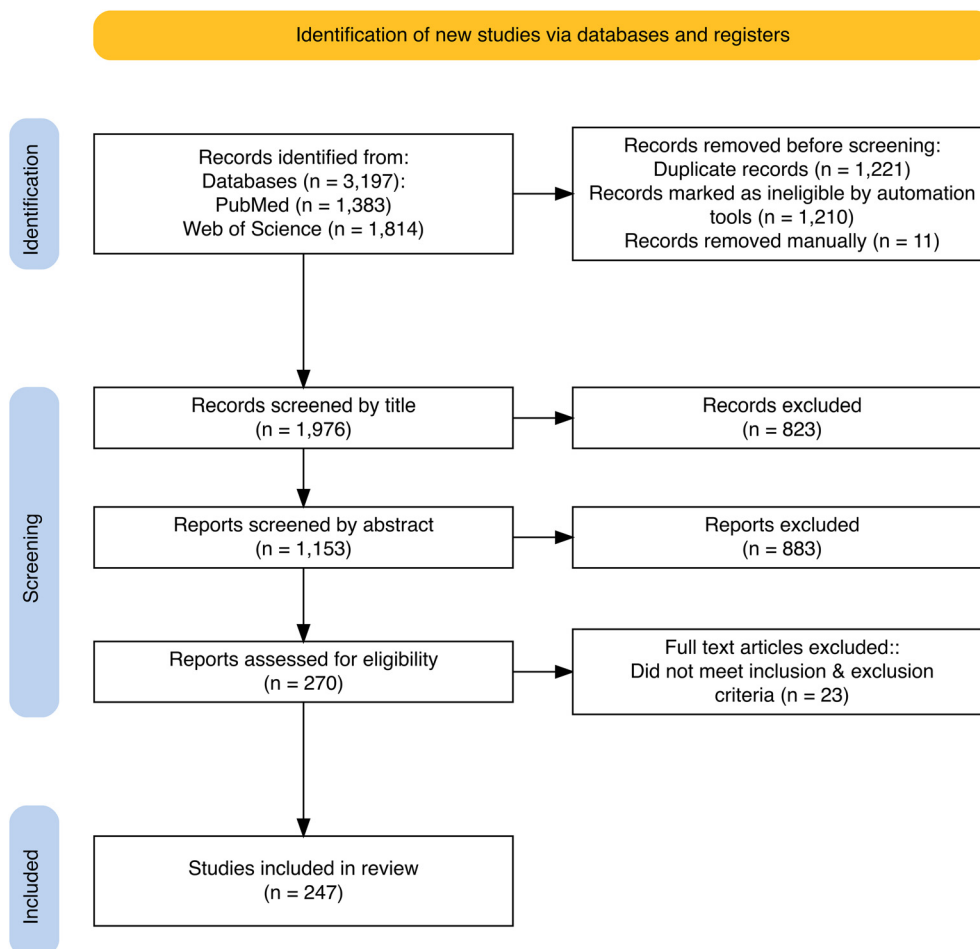 Identification of new studies via databases and registers
Identification
Records identified from:
Databases (n = 3,197):
PubMed (n = 1,383)
Web of Science (n = 1,814)
Records removed before screening:
Duplicate records (n = 1,221)
Records marked as ineligible by automation
tools (n = 1,210)
Records removed manually (n = 11)
Screening
Records screened by title
(n = 1,976)
Records excluded
(n = 823)
Reports screened by abstract
(n = 1,153)
Reports excluded
(n = 883)
Reports assessed for eligibility
(n = 270)
Full text articles excluded::
Did not meet inclusion & exclusion
criteria (n = 23)
Included
Studies included in review
(n = 247)